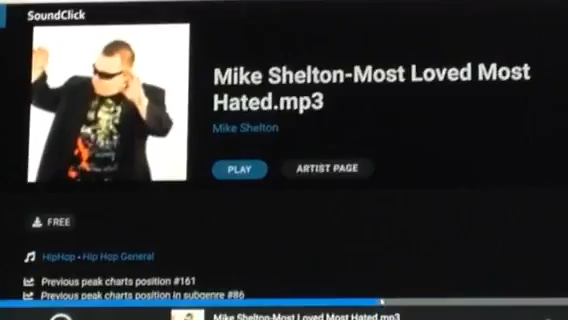 SoundClick
Mike Shelton-Most Loved Most
Hated.mp3
Mike Shelton
PLAY
ARTIST PAGE
FREE
HipHop • Hip Hop General
Previous peak charts position #161
Previous peak charts position in subgenre #86
Mike Shelton-Most Loved Most Hated.mp3